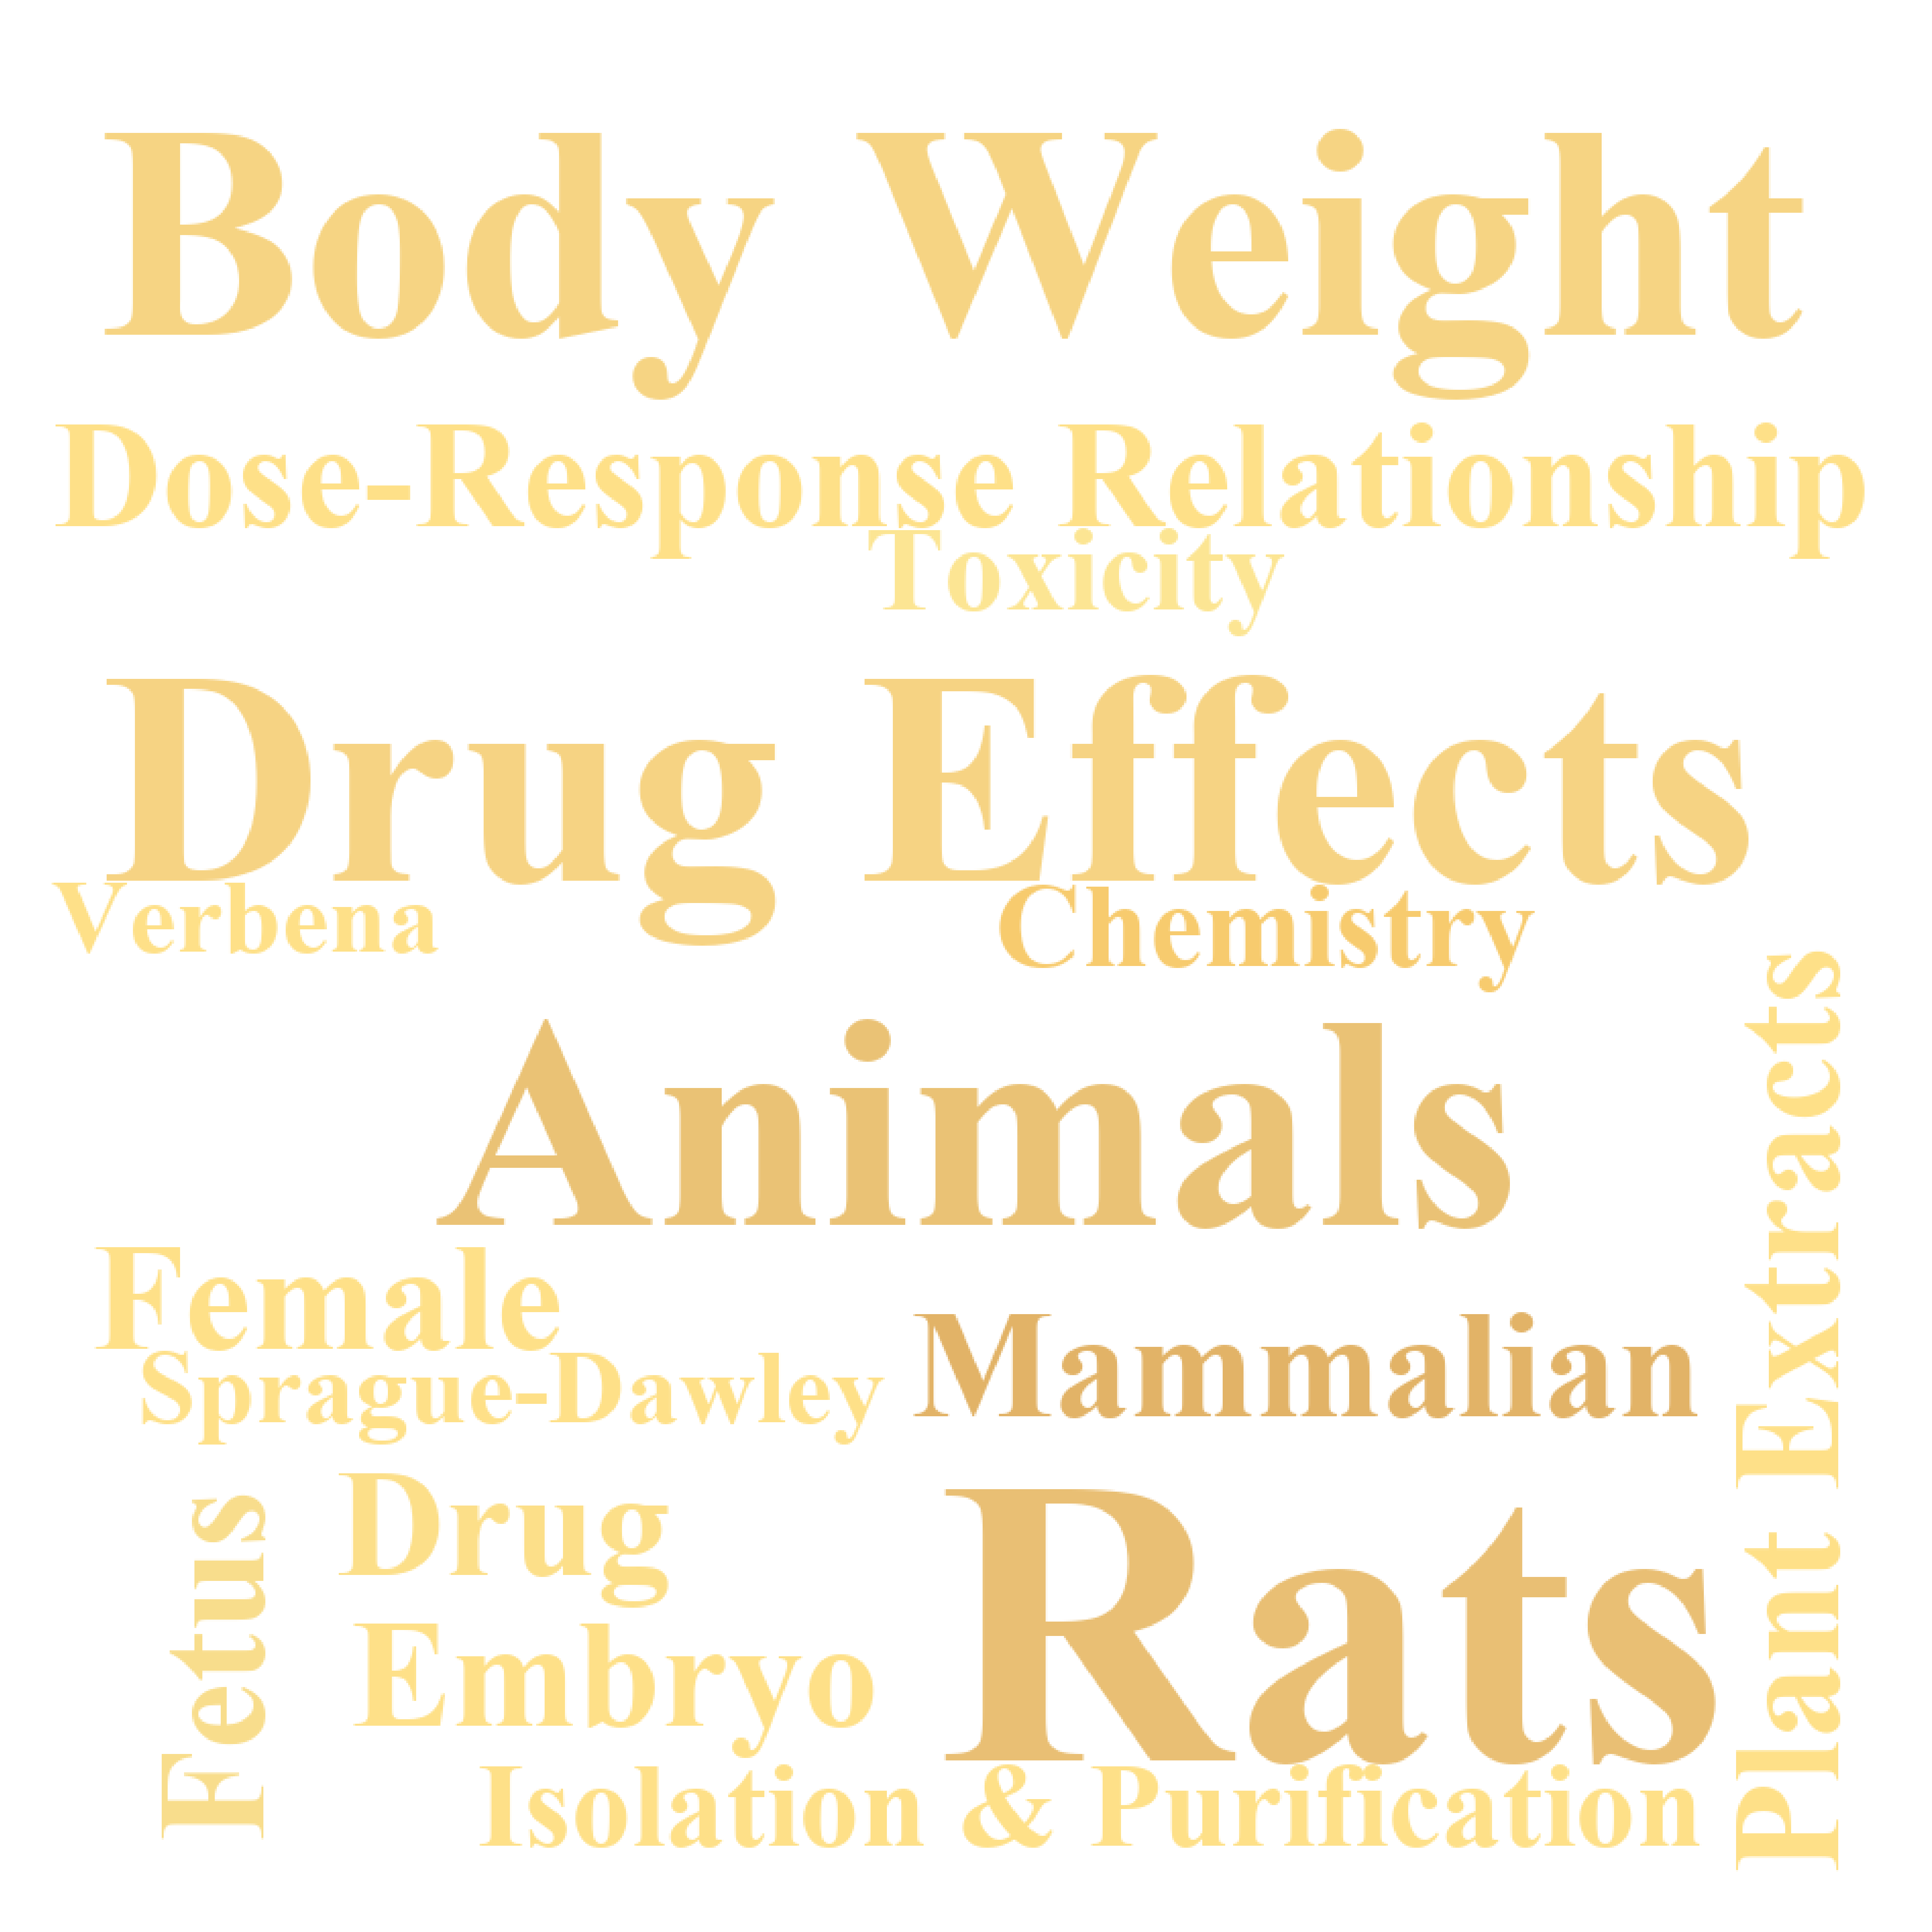 Body Weight
Dose-Response Relationship
Toxicity
Drug Effects
Verbena
Chemistry
Animals
Plant Extracts
Female
Mammalian
Sprague-Dawley
Drug
Rats
Fetus
Embryo
Isolation & Purification